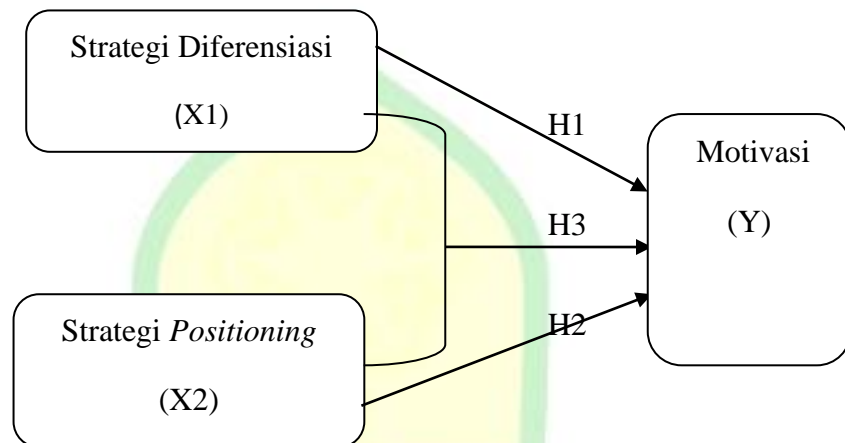 Strategi Diferensiasi
(X1)
H1
Motivasi
(Y)
H3
Strategi Positioning
(X2)
H2